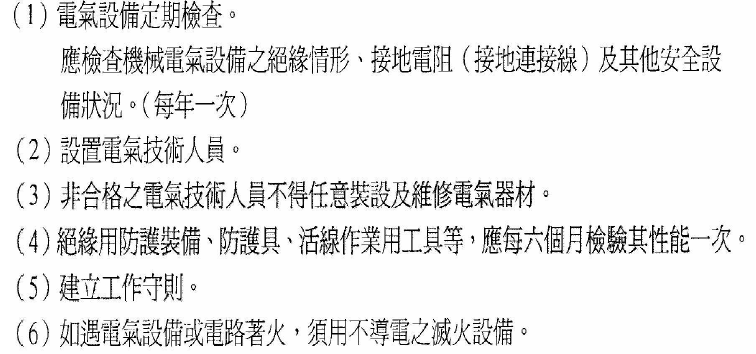 (1) 電氣設備定期檢查。
應檢查機械電氣設備之絕緣情形、接地電阻(接地連接線)及其他安全設
備狀況。(每年一次)
(2) 設置電氣技術人員。
(3) 非合格之電氣技術人員不得任意裝設及維修電氣器材。
(4) 絕緣用防護裝備、防護具、活線作業用工具等，應每六個月檢驗其性能一次。
(5) 建立工作守則。
(6) 如遇電氣設備或電路著火，須用不導電之滅火設備。